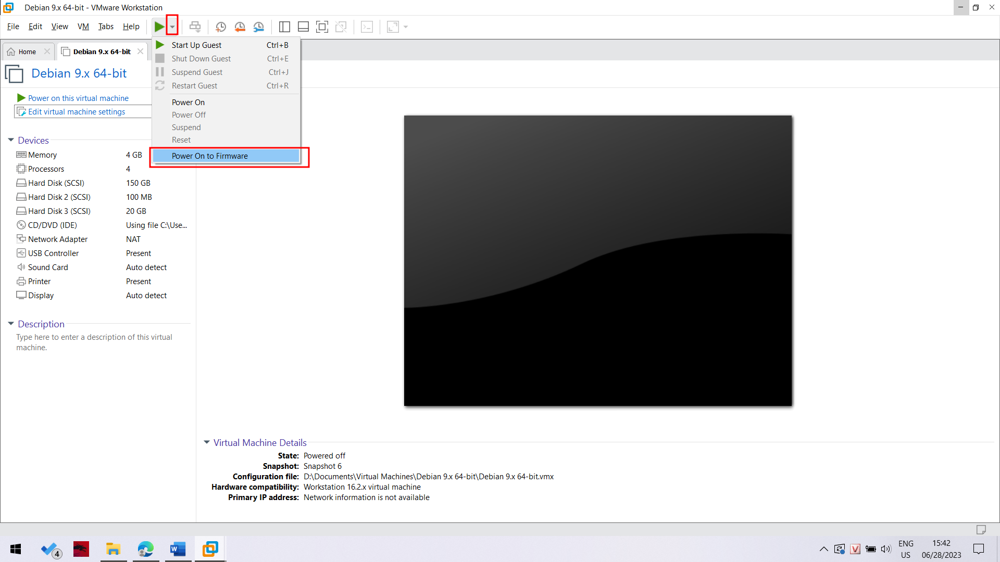 Debian 9.x 64-bit - VMware Workstation
File Edit View VM Tabs Help
Home Debian 9.x 64-bit
Debian 9.x 64-bit
Power on this virtual machine
Edit virtual machine settings
Start Up Guest Ctrl+B
Shut Down Guest Ctrl+E
Suspend Guest Ctrl+J
Restart Guest Ctrl+R
Power On
Power Off
Suspend
Reset
Power On to Firmware
Devices
Memory 4 GB
Processors 4
Hard Disk (SCSI) 150 GB
Hard Disk 2 (SCSI) 100 MB
Hard Disk 3 (SCSI) 20 GB
CD/DVD (IDE) Using file C:\Use...
Network Adapter NAT
USB Controller Present
Sound Card Auto detect
Printer Present
Display Auto detect
Description
Type here to enter a description of this virtual
machine.
Virtual Machine Details
State: Powered off
Snapshot: Snapshot 6
Configuration file: D:\Documents\Virtual Machines\Debian 9.x 64-bit\Debian 9.x 64-bit.vmx
Hardware compatibility: Workstation 16.2.x virtual machine
Primary IP address: Network information is not available
4
W
V
ENG
US
15:42
06/28/2023